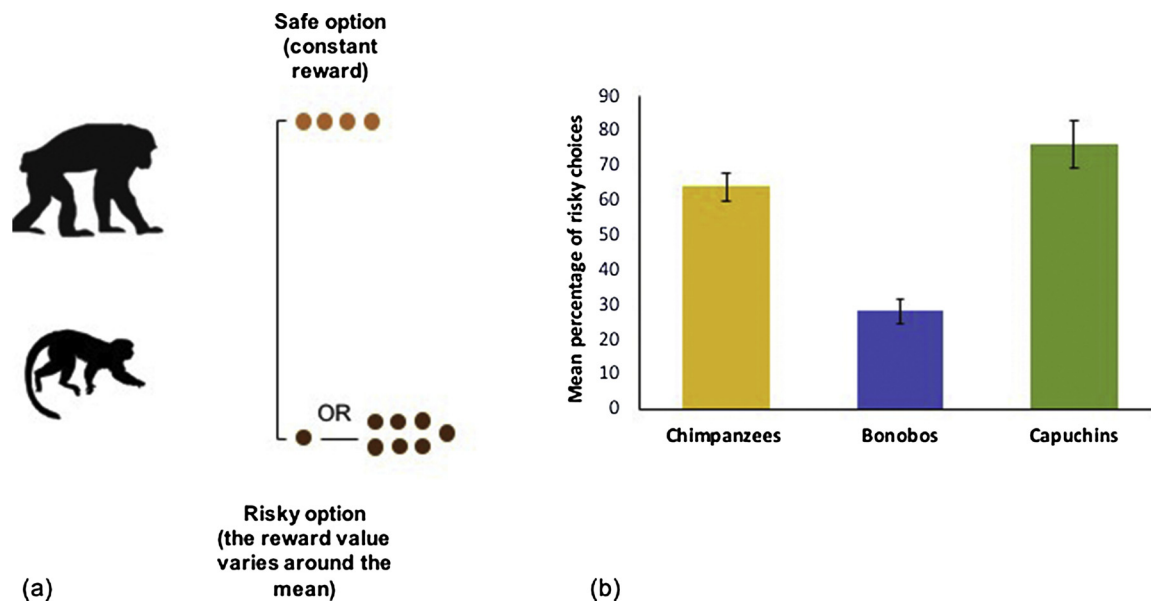 Safe option
(constant
reward)
OR
Risky option
(the reward value
varies around the
mean)
(a)
Mean percentage of risky choices
90
80
70
60
50
40
30
20
10
0
Chimpanzees Bonobos Capuchins
(b)